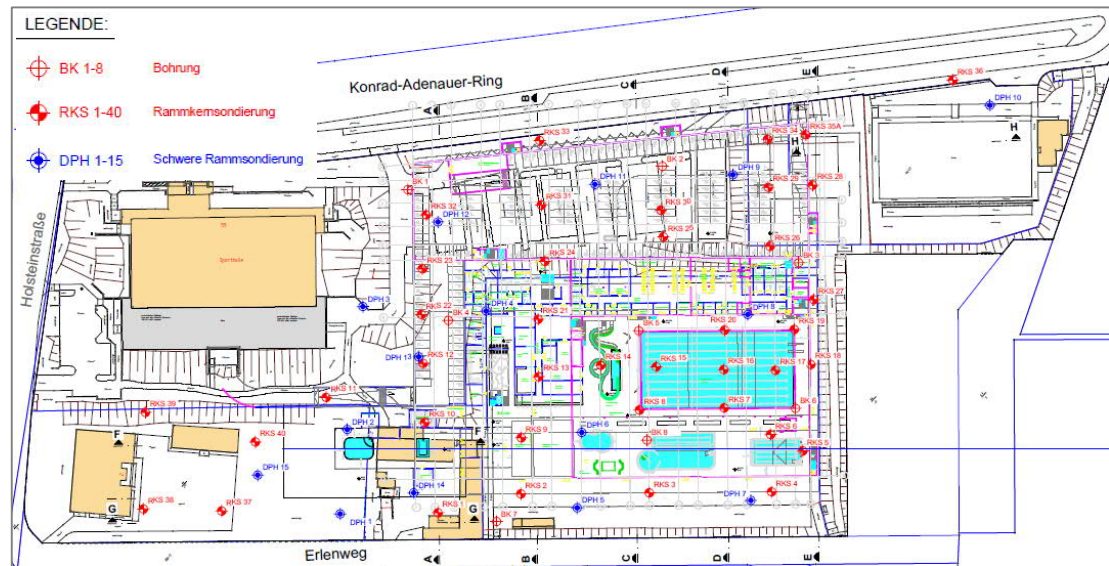 LEGENDE:
BK 1-8 Bohrung
RKS 1-40 Rammkernsondierung
DPH 1-15 Schwere Rammsondierung
Konrad-Adenauer-Ring
Holsteinstraße
Erlenweg
A
B
C
D
E
RKS 36
DPH 10
RKS 33
RKS 34
RKS 35A
H
H
BK 2
BK 1
DPH 11
DPH 9
RKS 29
RKS 28
RKS 32
DPH 12
RKS 31
RKS 25
RKS 26
RKS 23
RKS 24
BK 3
DPH 3
RKS 22
BK 4
DPH 4
RKS 21
DPH 8
RKS 27
BK 5
RKS 20
RKS 19
DPH 13
RKS 12
RKS 13
RKS 14
RKS 15
RKS 16
RKS 17
RKS 18
RKS 11
RKS 39
RKS 10
RKS 8
RKS 7
BK 6
DPH 2
F
F
RKS 40
RKS 9
DPH 6
BK 8
RKS 6
RKS 5
DPH 15
DPH 14
RKS 2
RKS 3
RKS 4
DPH 7
RKS 38
RKS 37
G
G
DPH 1
RKS 1
BK 7
DPH 5
A
B
C
D
E